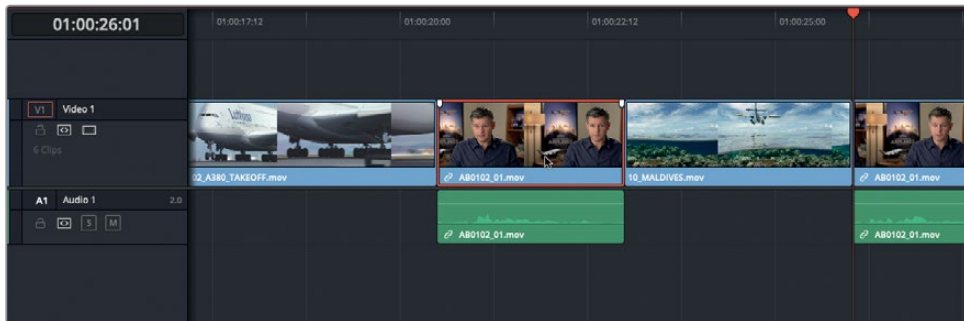 01:00:26:01
01:00:17:12
01:00:20:00
01:00:22:12
01:00:25:00
V1 Video 1
6 Clips
02_A380_TAKEOFF.mov
AB0102_01.mov
10_MALDIVES.mov
AB0102_01.mov
A1 Audio 1 2.0
S M
AB0102_01.mov
AB0102_01.mov